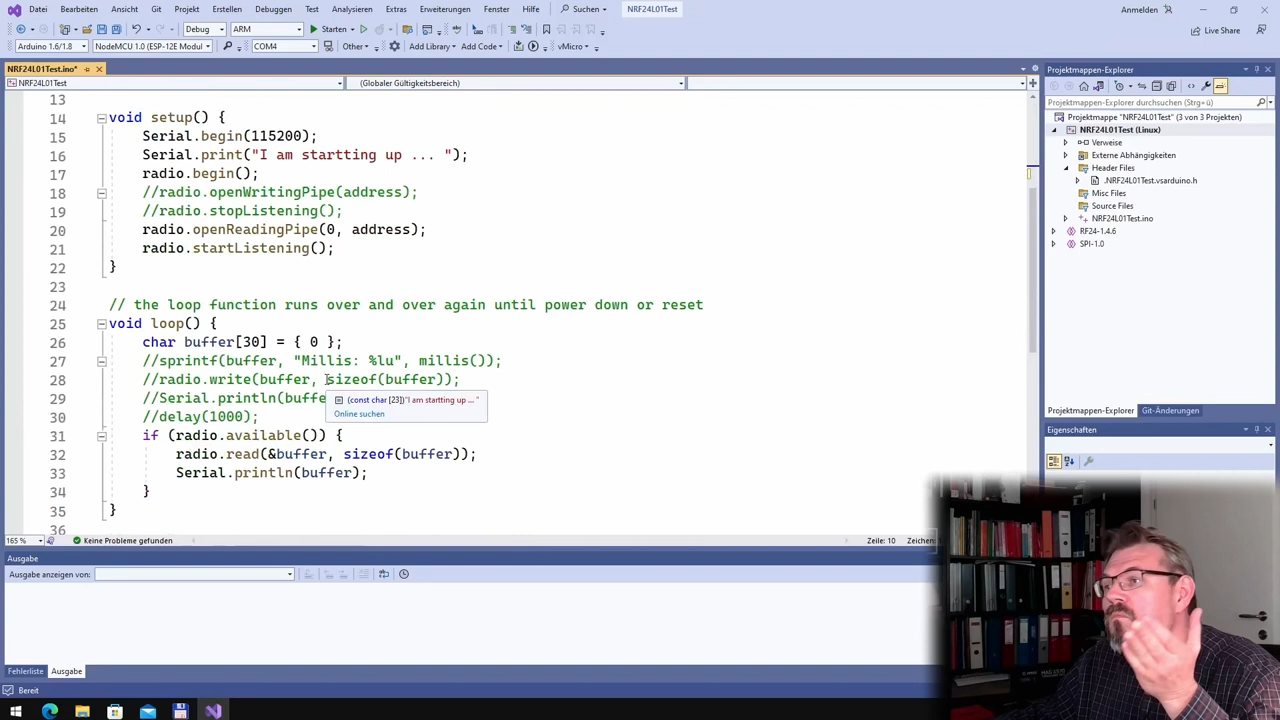 Datei Bearbeiten Ansicht Git Projekt Erstellen Debuggen Test Analysieren Extras Erweiterungen Fenster Hilfe Suchen NRF24L01Test Anmelden
Debug ARM Starten Live Share
Arduino 1.6/1.8 NodeMCU 1.0 (ESP-12E Modul) COM4 Other Add Library Add Code vMicro
NRF24L01Test.ino* Projektmappen-Explorer
NRF24L01Test (Globaler Gültigkeitsbereich)
Projektmappen-Explorer durchsuchen (Strg+ü)
Projektmappe "NRF24L01Test" (3 von 3 Projekten)
NRF24L01Test (Linux)
Verweise
Externe Abhängigkeiten
Header Files
.NRF24L01Test.vsarduino.h
Misc Files
Source Files
NRF24L01Test.ino
RF24-1.4.6
SPI-1.0
13
14 void setup() {
15 Serial.begin(115200);
16 Serial.print("I am startting up ... ");
17 radio.begin();
18 //radio.openWritingPipe(address);
19 //radio.stopListening();
20 radio.openReadingPipe(0, address);
21 radio.startListening();
22 }
23
24 // the loop function runs over and over again until power down or reset
25 void loop() {
26 char buffer[30] = { 0 };
27 //sprintf(buffer, "Millis: %lu", millis());
28 //radio.write(buffer, sizeof(buffer));
29 //Serial.println(buffe
(const char [23])"I am startting up ... "
Online suchen
30 //delay(1000);
31 if (radio.available()) {
32 radio.read(&buffer, sizeof(buffer));
33 Serial.println(buffer);
34 }
35 }
36
Projektmappen-Explorer Git-Änderungen
Eigenschaften
165 % Keine Probleme gefunden Zeile: 10 Zeichen:
Ausgabe
Ausgabe anzeigen von:
Fehlerliste Ausgabe
Bereit